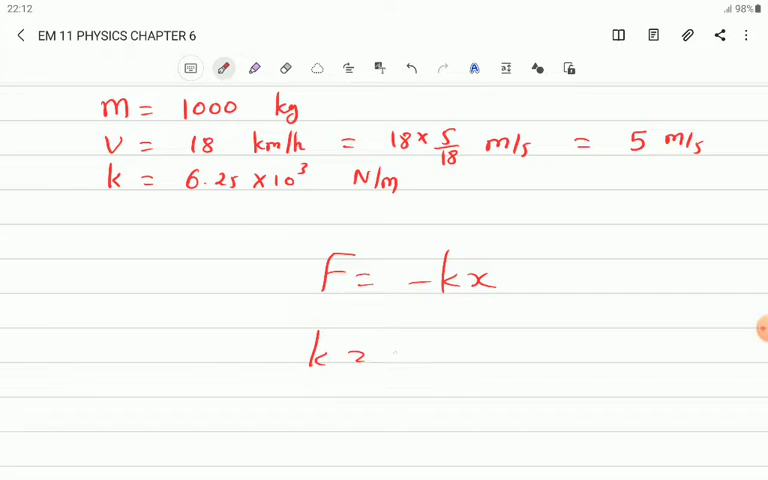 22:12 98%
EM 11 PHYSICS CHAPTER 6
m = 1000 kg
v = 18 km/h = 18 × 5/18 m/s = 5 m/s
k = 6.25 × 10³ N/m
F = -kx
k =